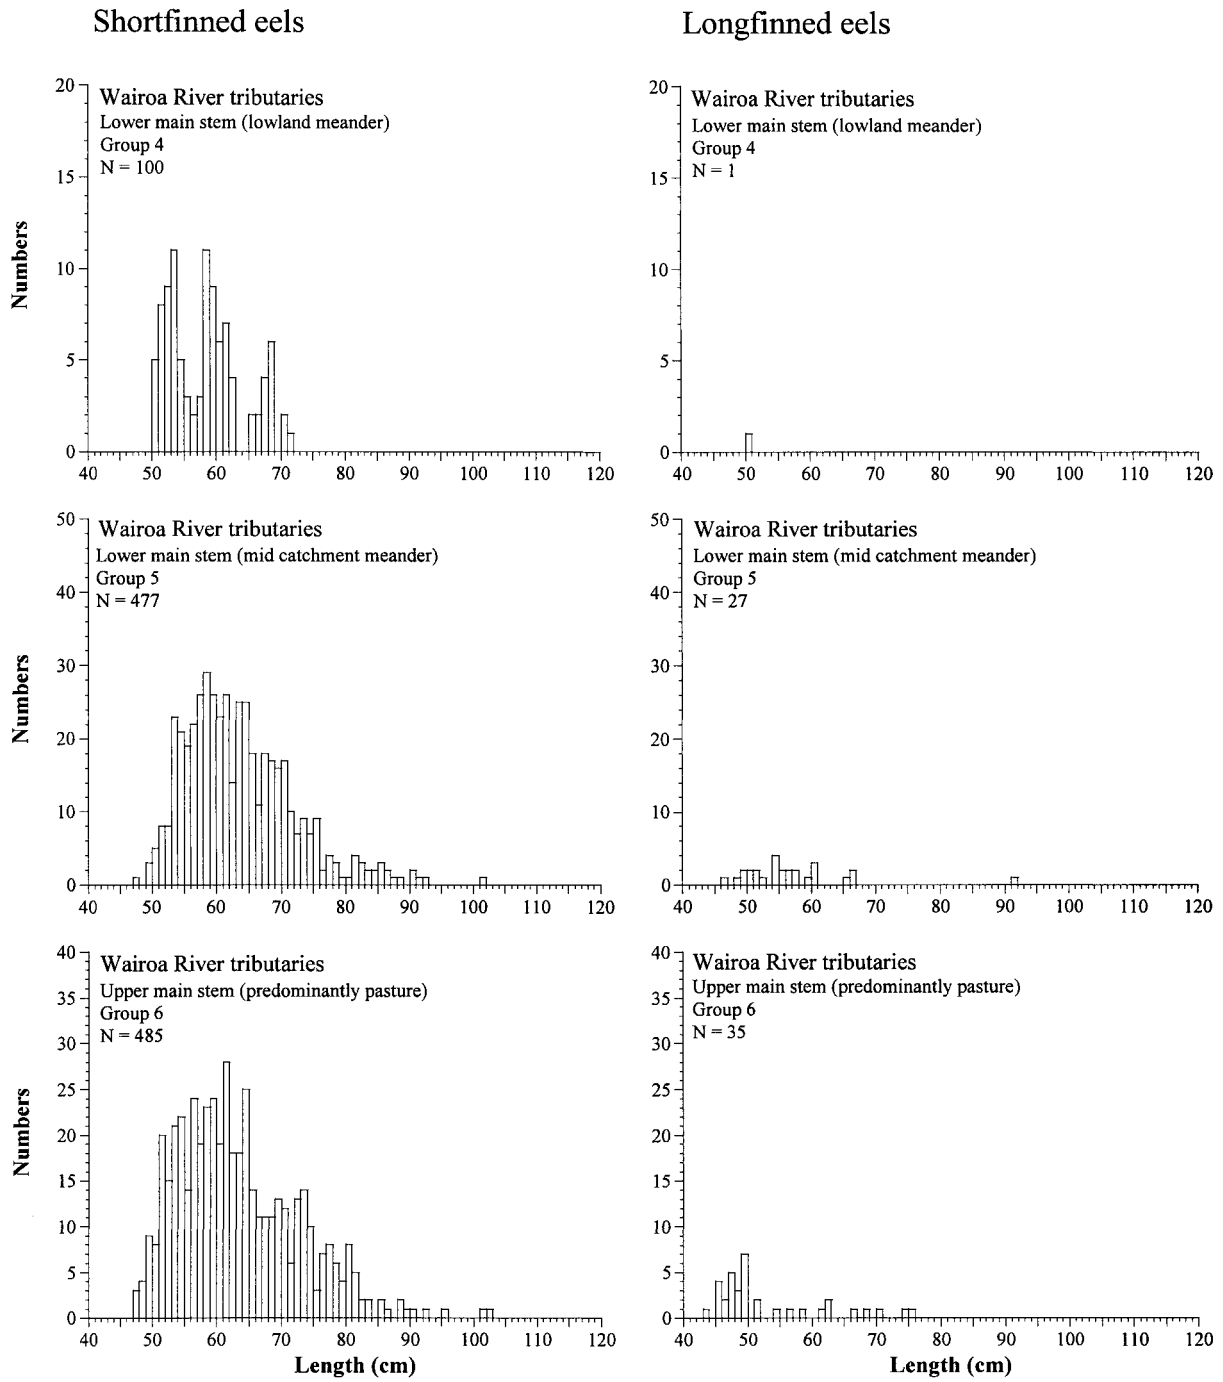 Shortfinned eels
Longfinned eels
Wairoa River tributaries
Lower main stem (lowland meander)
Group 4
N = 100
20
15
10
5
0
Numbers
40 50 60 70 80 90 100 110 120
Wairoa River tributaries
Lower main stem (lowland meander)
Group 4
N = 1
20
15
10
5
0
40 50 60 70 80 90 100 110 120
Wairoa River tributaries
Lower main stem (mid catchment meander)
Group 5
N = 477
50
40
30
20
10
0
Numbers
40 50 60 70 80 90 100 110 120
Wairoa River tributaries
Lower main stem (mid catchment meander)
Group 5
N = 27
50
40
30
20
10
0
40 50 60 70 80 90 100 110 120
Wairoa River tributaries
Upper main stem (predominantly pasture)
Group 6
N = 485
40
35
30
25
20
15
10
5
0
Numbers
40 50 60 70 80 90 100 110 120
Length (cm)
Wairoa River tributaries
Upper main stem (predominantly pasture)
Group 6
N = 35
40
35
30
25
20
15
10
5
0
40 50 60 70 80 90 100 110 120
Length (cm)